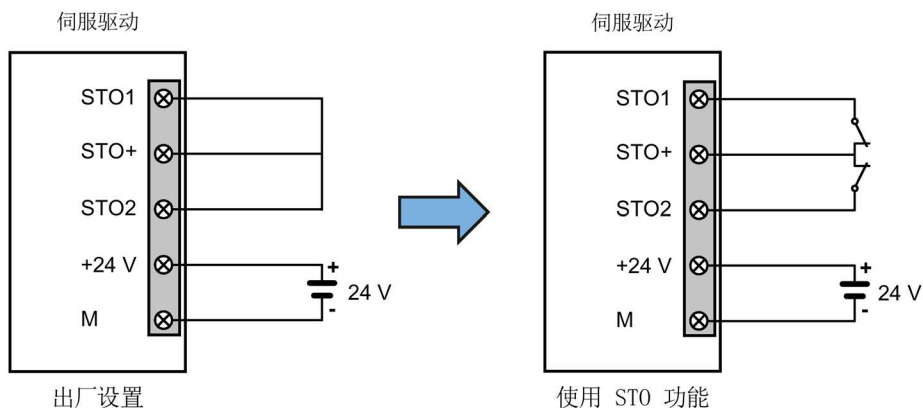 伺服驱动
STO1
STO+
STO2
+24 V
M
+
24 V
-
出厂设置
伺服驱动
STO1
STO+
STO2
+24 V
M
+
24 V
-
使用 STO 功能